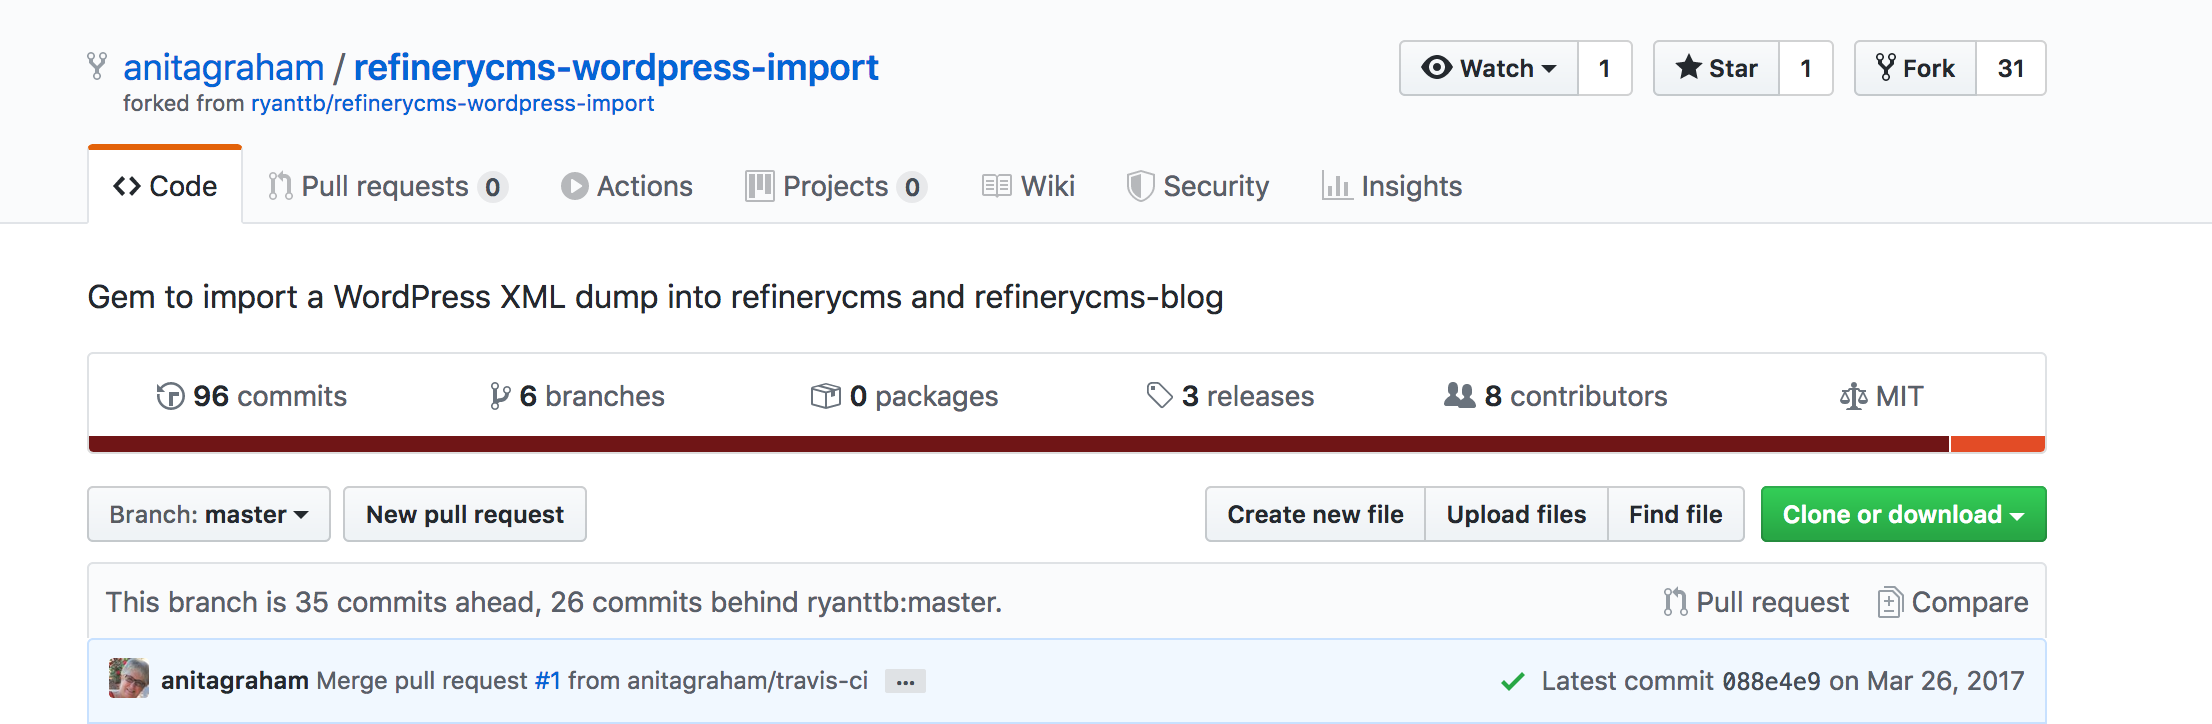 anitagraham / refinerycms-wordpress-import
Watch 1 Star 1 Fork 31
forked from ryanttb/refinerycms-wordpress-import
Code Pull requests 0 Actions Projects 0 Wiki Security Insights
Gem to import a WordPress XML dump into refinerycms and refinerycms-blog
96 commits 6 branches 0 packages 3 releases 8 contributors MIT
Branch: master New pull request Create new file Upload files Find file Clone or download
This branch is 35 commits ahead, 26 commits behind ryanttb:master. Pull request Compare
anitagraham Merge pull request #1 from anitagraham/travis-ci ... Latest commit 088e4e9 on Mar 26, 2017